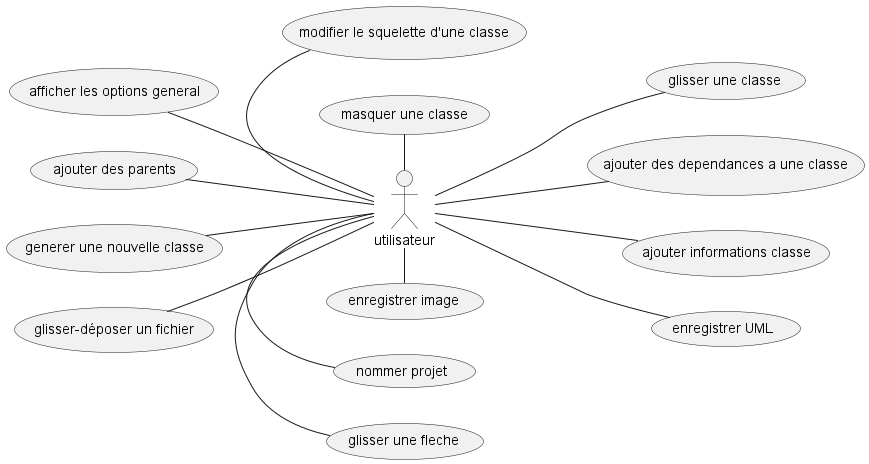 modifier le squelette d'une classe
afficher les options general
glisser une classe
masquer une classe
ajouter des parents
ajouter des dependances a une classe
utilisateur
generer une nouvelle classe
ajouter informations classe
glisser-déposer un fichier
enregistrer image
enregistrer UML
nommer projet
glisser une fleche